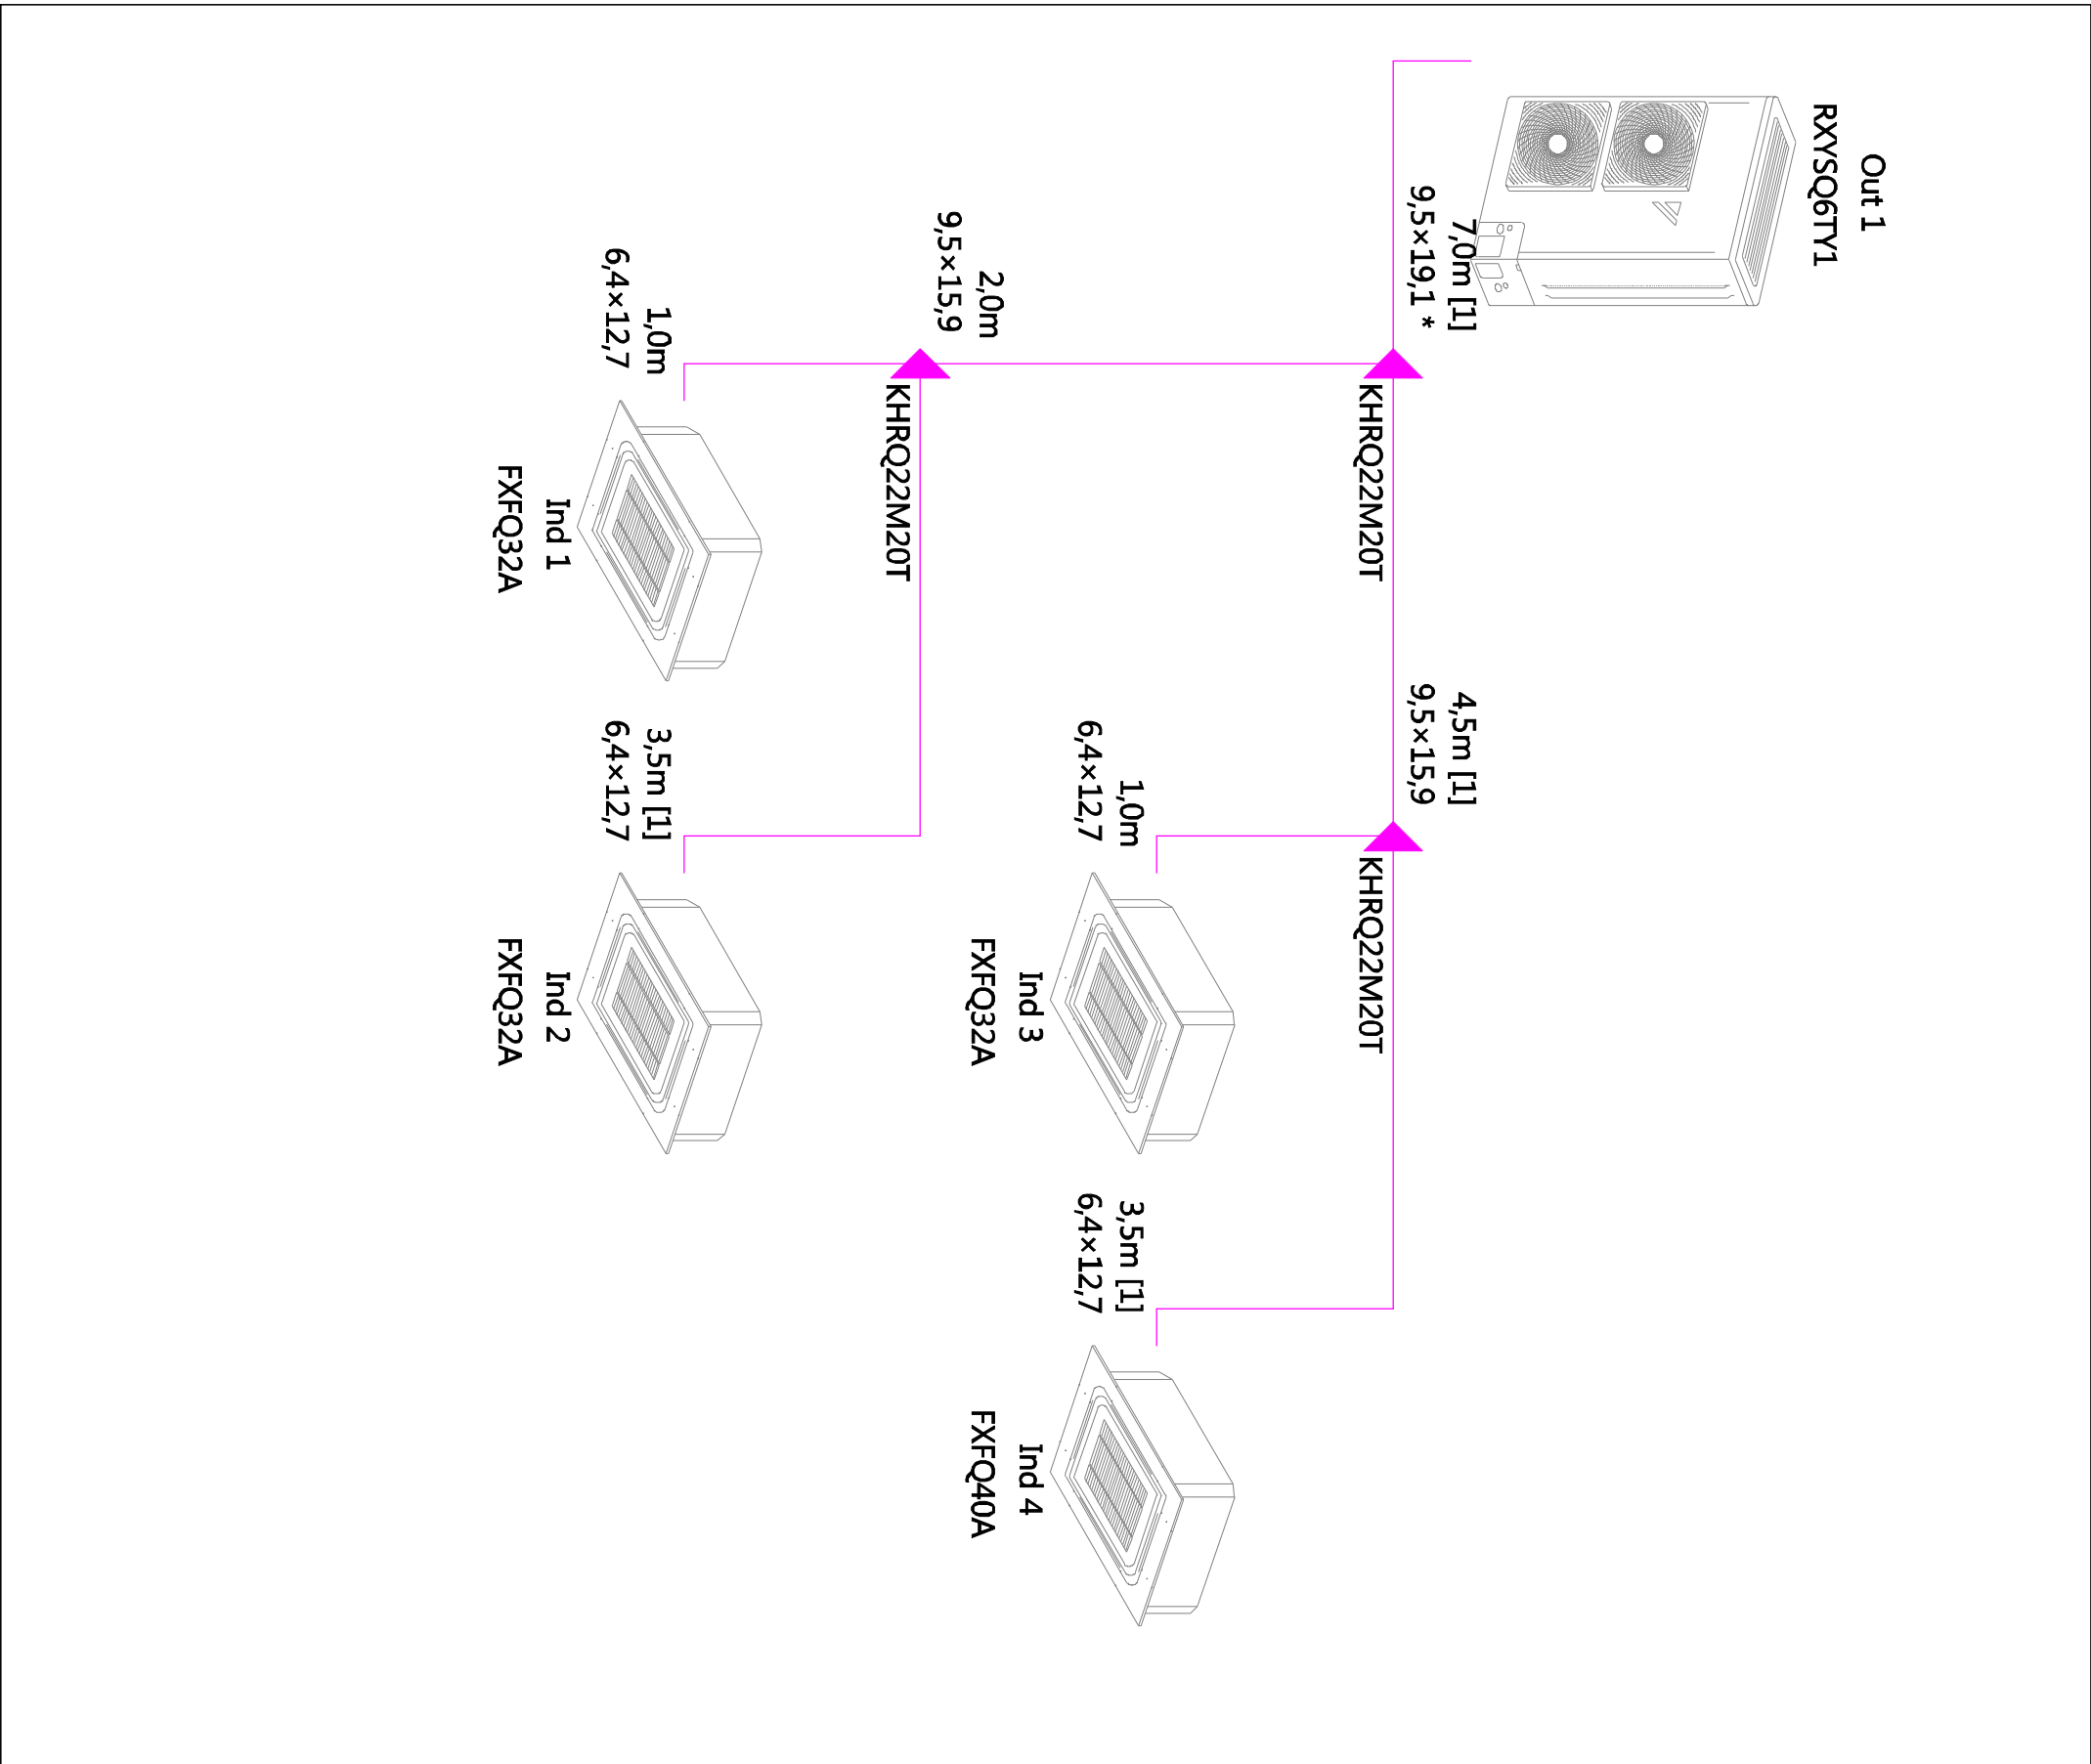 Out 1
RXYSQ6TY1
7,0m [1]
9,5×19,1 *
KHRQ22M20T
4,5m [1]
9,5×15,9
KHRQ22M20T
2,0m
9,5×15,9
KHRQ22M20T
1,0m
6,4×12,7
Ind 3
FXFQ32A
3,5m [1]
6,4×12,7
Ind 4
FXFQ40A
1,0m
6,4×12,7
Ind 1
FXFQ32A
3,5m [1]
6,4×12,7
Ind 2
FXFQ32A